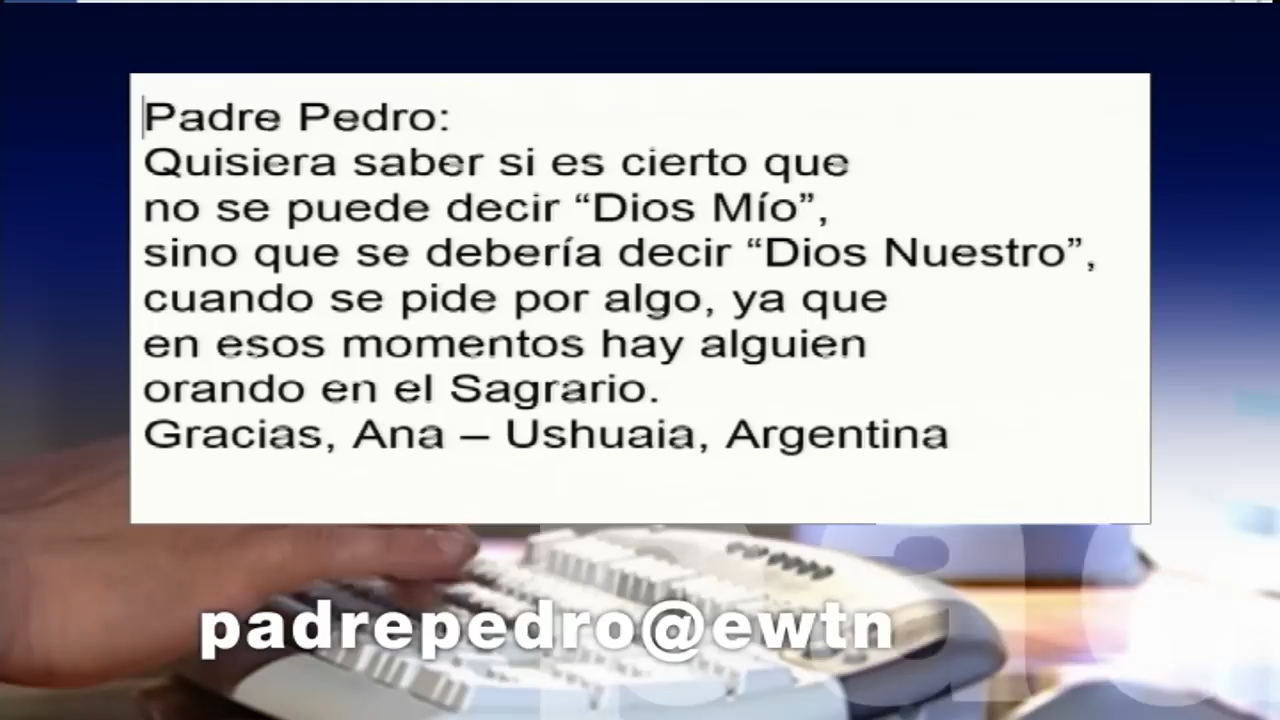 Padre Pedro:
Quisiera saber si es cierto que
no se puede decir “Dios Mío”,
sino que se debería decir “Dios Nuestro”,
cuando se pide por algo, ya que
en esos momentos hay alguien
orando en el Sagrario.
Gracias, Ana – Ushuaia, Argentina
padrepedro@ewtn
pad